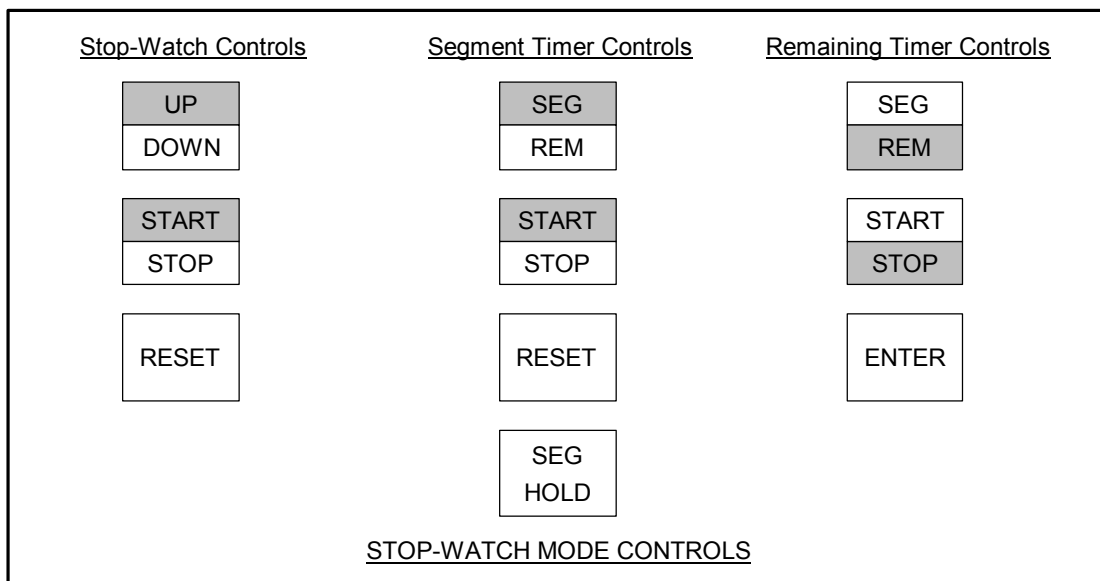 Stop-Watch Controls
UP
DOWN
START
STOP
RESET
Segment Timer Controls
SEG
REM
START
STOP
RESET
SEG
HOLD
Remaining Timer Controls
SEG
REM
START
STOP
ENTER
STOP-WATCH MODE CONTROLS